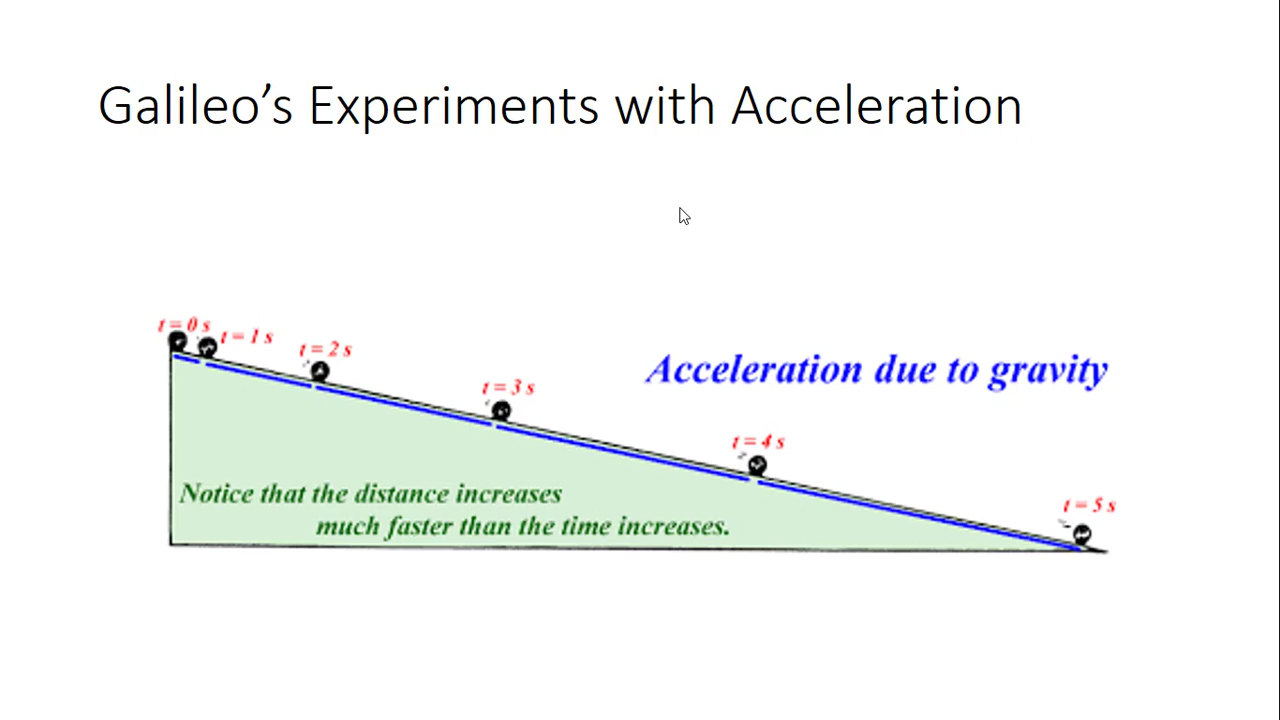 Galileo’s Experiments with Acceleration
t = 0 s
t = 1 s
t = 2 s
Acceleration due to gravity
t = 3 s
t = 4 s
Notice that the distance increases
much faster than the time increases.
t = 5 s